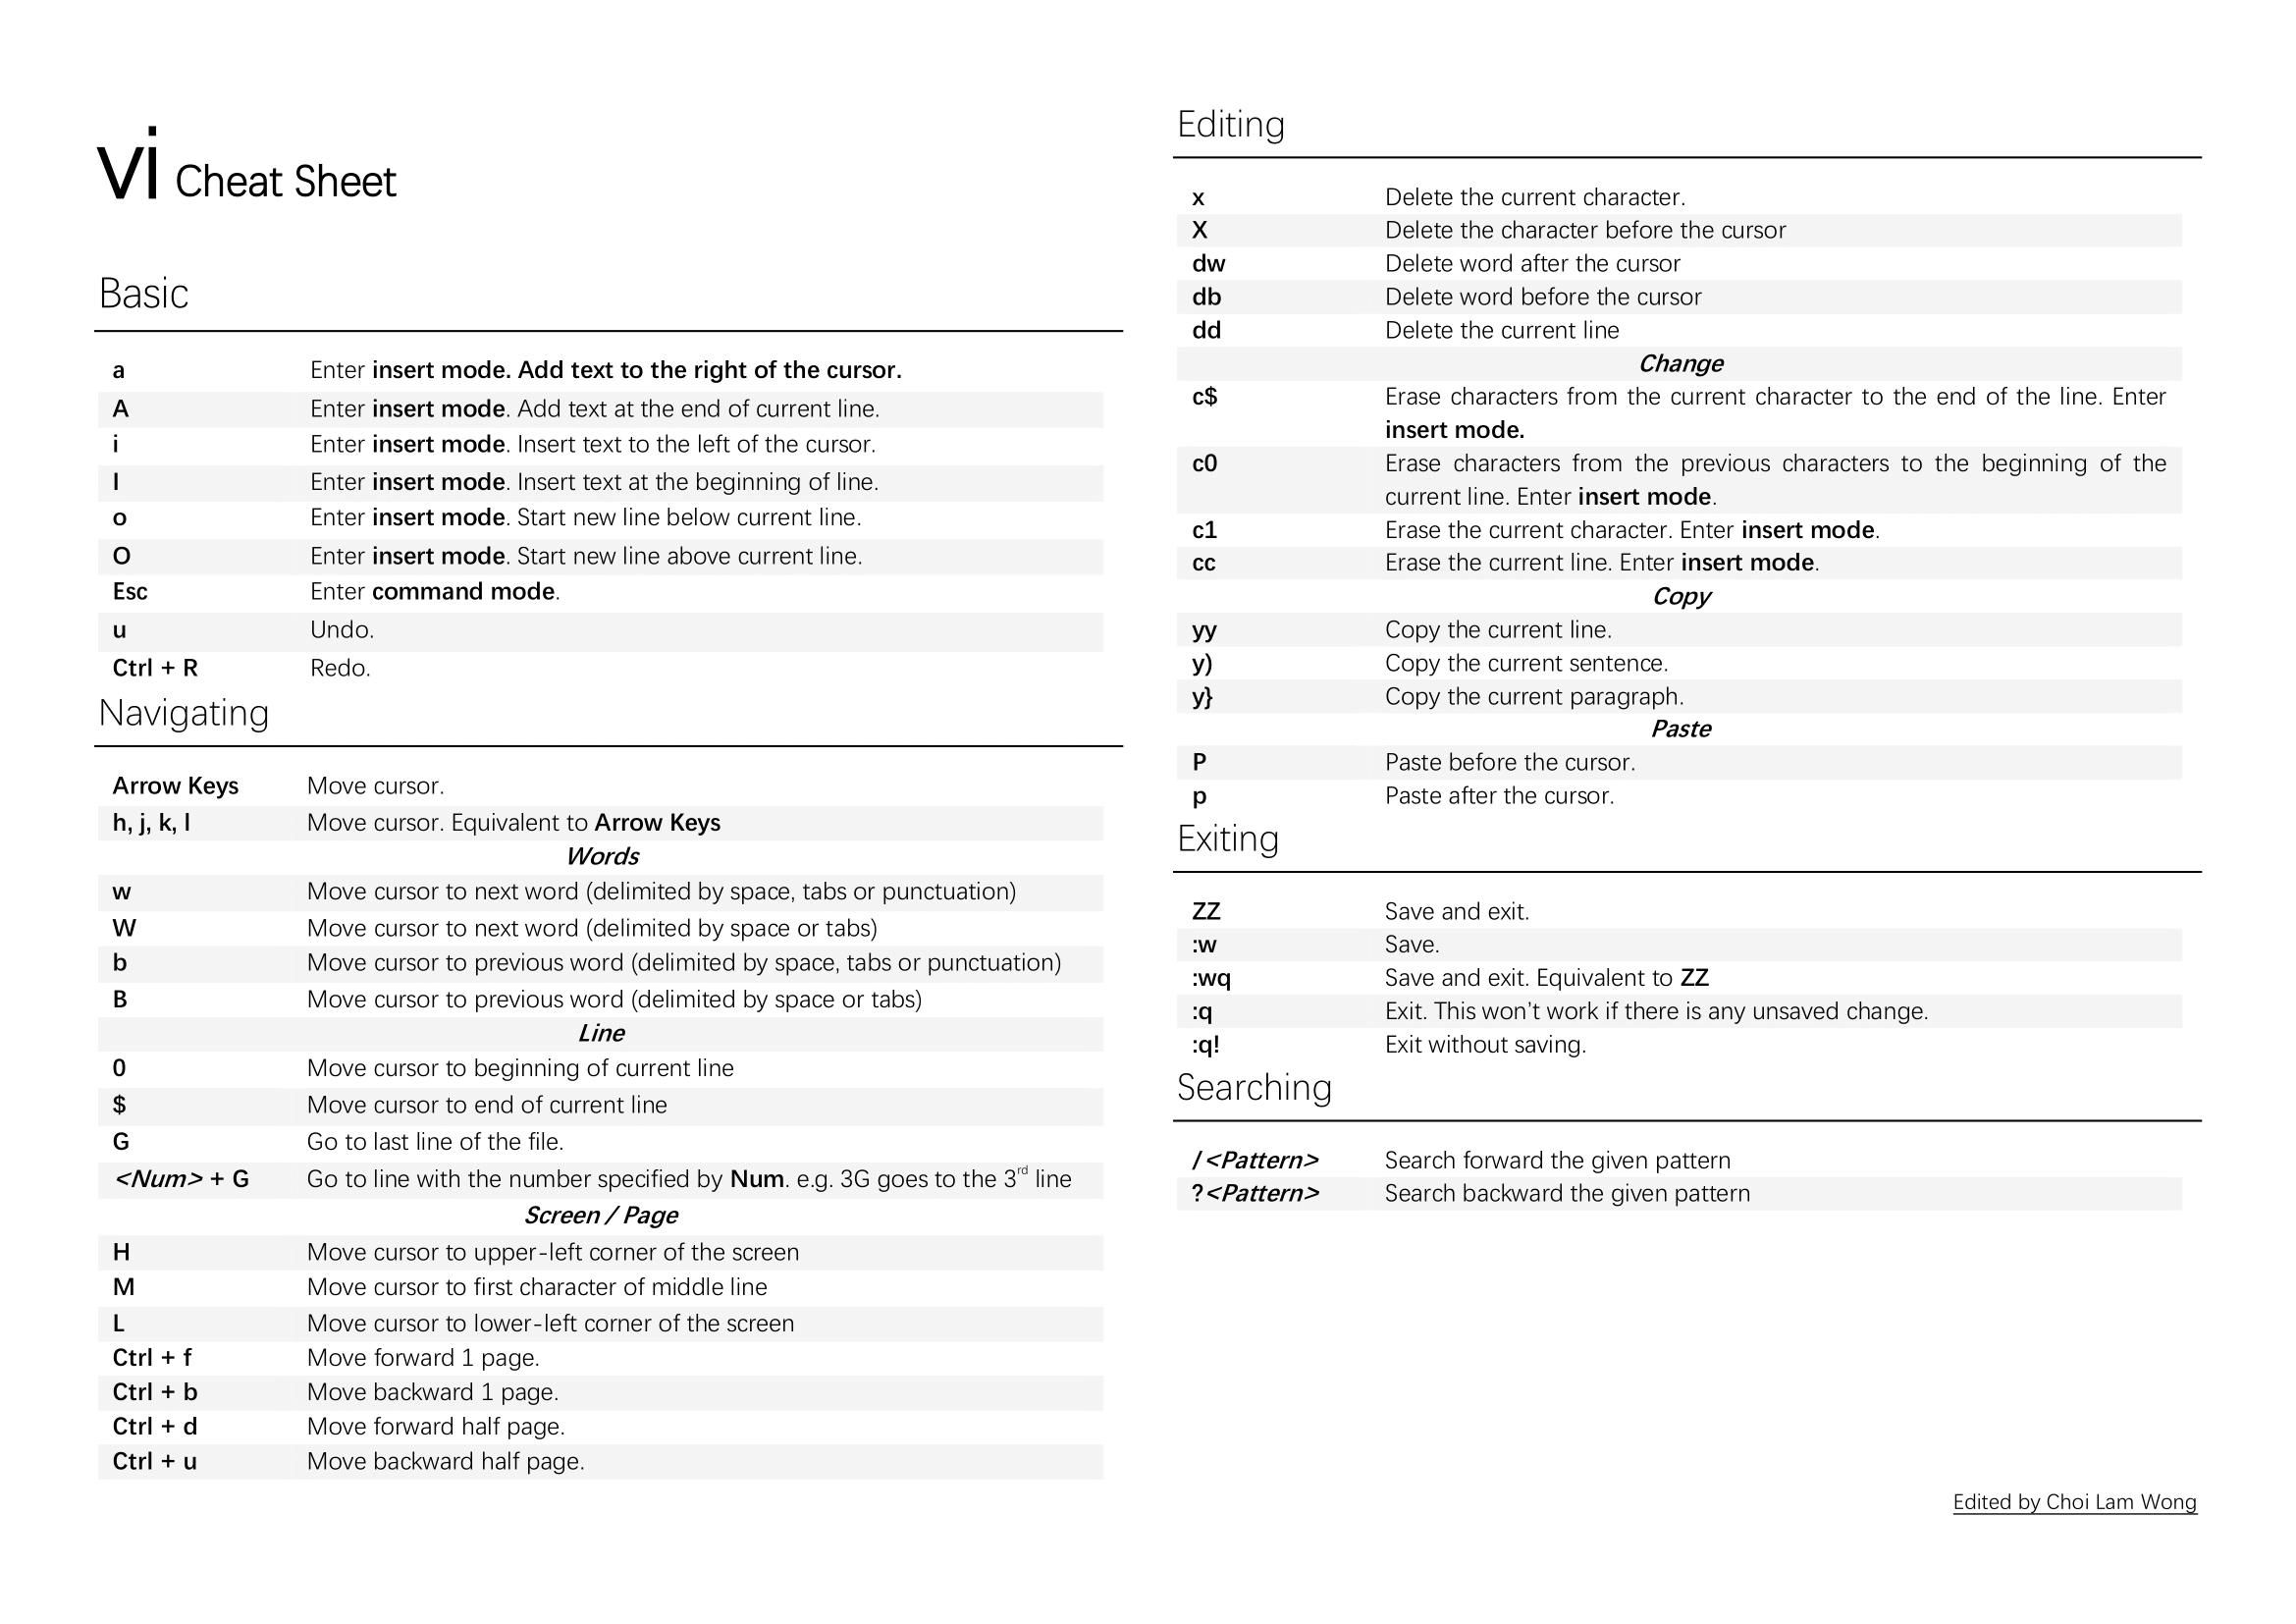 vi Cheat Sheet
Basic
a Enter insert mode. Add text to the right of the cursor.
A Enter insert mode. Add text at the end of current line.
i Enter insert mode. Insert text to the left of the cursor.
I Enter insert mode. Insert text at the beginning of line.
o Enter insert mode. Start new line below current line.
O Enter insert mode. Start new line above current line.
Esc Enter command mode.
u Undo.
Ctrl + R Redo.
Navigating
Arrow Keys Move cursor.
h, j, k, l Move cursor. Equivalent to Arrow Keys
Words
w Move cursor to next word (delimited by space, tabs or punctuation)
W Move cursor to next word (delimited by space or tabs)
b Move cursor to previous word (delimited by space, tabs or punctuation)
B Move cursor to previous word (delimited by space or tabs)
Line
0 Move cursor to beginning of current line
$ Move cursor to end of current line
G Go to last line of the file.
<Num> + G Go to line with the number specified by Num. e.g. 3G goes to the 3rd line
Screen / Page
H Move cursor to upper-left corner of the screen
M Move cursor to first character of middle line
L Move cursor to lower-left corner of the screen
Ctrl + f Move forward 1 page.
Ctrl + b Move backward 1 page.
Ctrl + d Move forward half page.
Ctrl + u Move backward half page.
Editing
x Delete the current character.
X Delete the character before the cursor
dw Delete word after the cursor
db Delete word before the cursor
dd Delete the current line
Change
c$ Erase characters from the current character to the end of the line. Enter
insert mode.
c0 Erase characters from the previous characters to the beginning of the
current line. Enter insert mode.
c1 Erase the current character. Enter insert mode.
cc Erase the current line. Enter insert mode.
Copy
yy Copy the current line.
y) Copy the current sentence.
y} Copy the current paragraph.
Paste
P Paste before the cursor.
p Paste after the cursor.
Exiting
ZZ Save and exit.
:w Save.
:wq Save and exit. Equivalent to ZZ
:q Exit. This won’t work if there is any unsaved change.
:q! Exit without saving.
Searching
/<Pattern> Search forward the given pattern
?<Pattern> Search backward the given pattern
Edited by Choi Lam Wong